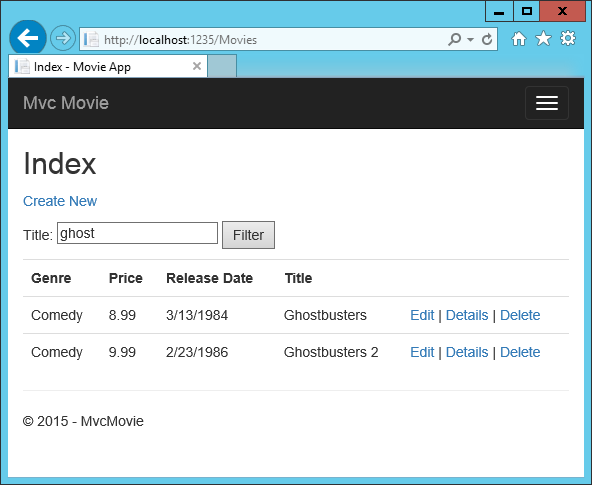 http://localhost:1235/Movies
Index - Movie App
Mvc Movie
Index
Create New
Title: ghost Filter
Genre Price Release Date Title
Comedy 8.99 3/13/1984 Ghostbusters Edit | Details | Delete
Comedy 9.99 2/23/1986 Ghostbusters 2 Edit | Details | Delete
© 2015 - MvcMovie